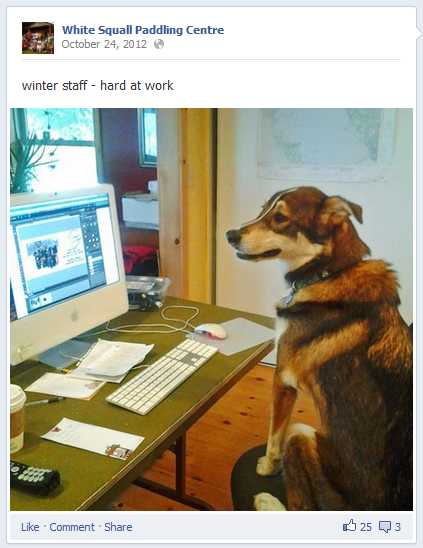 White Squall Paddling Centre
October 24, 2012
winter staff - hard at work
Like · Comment · Share 25 3